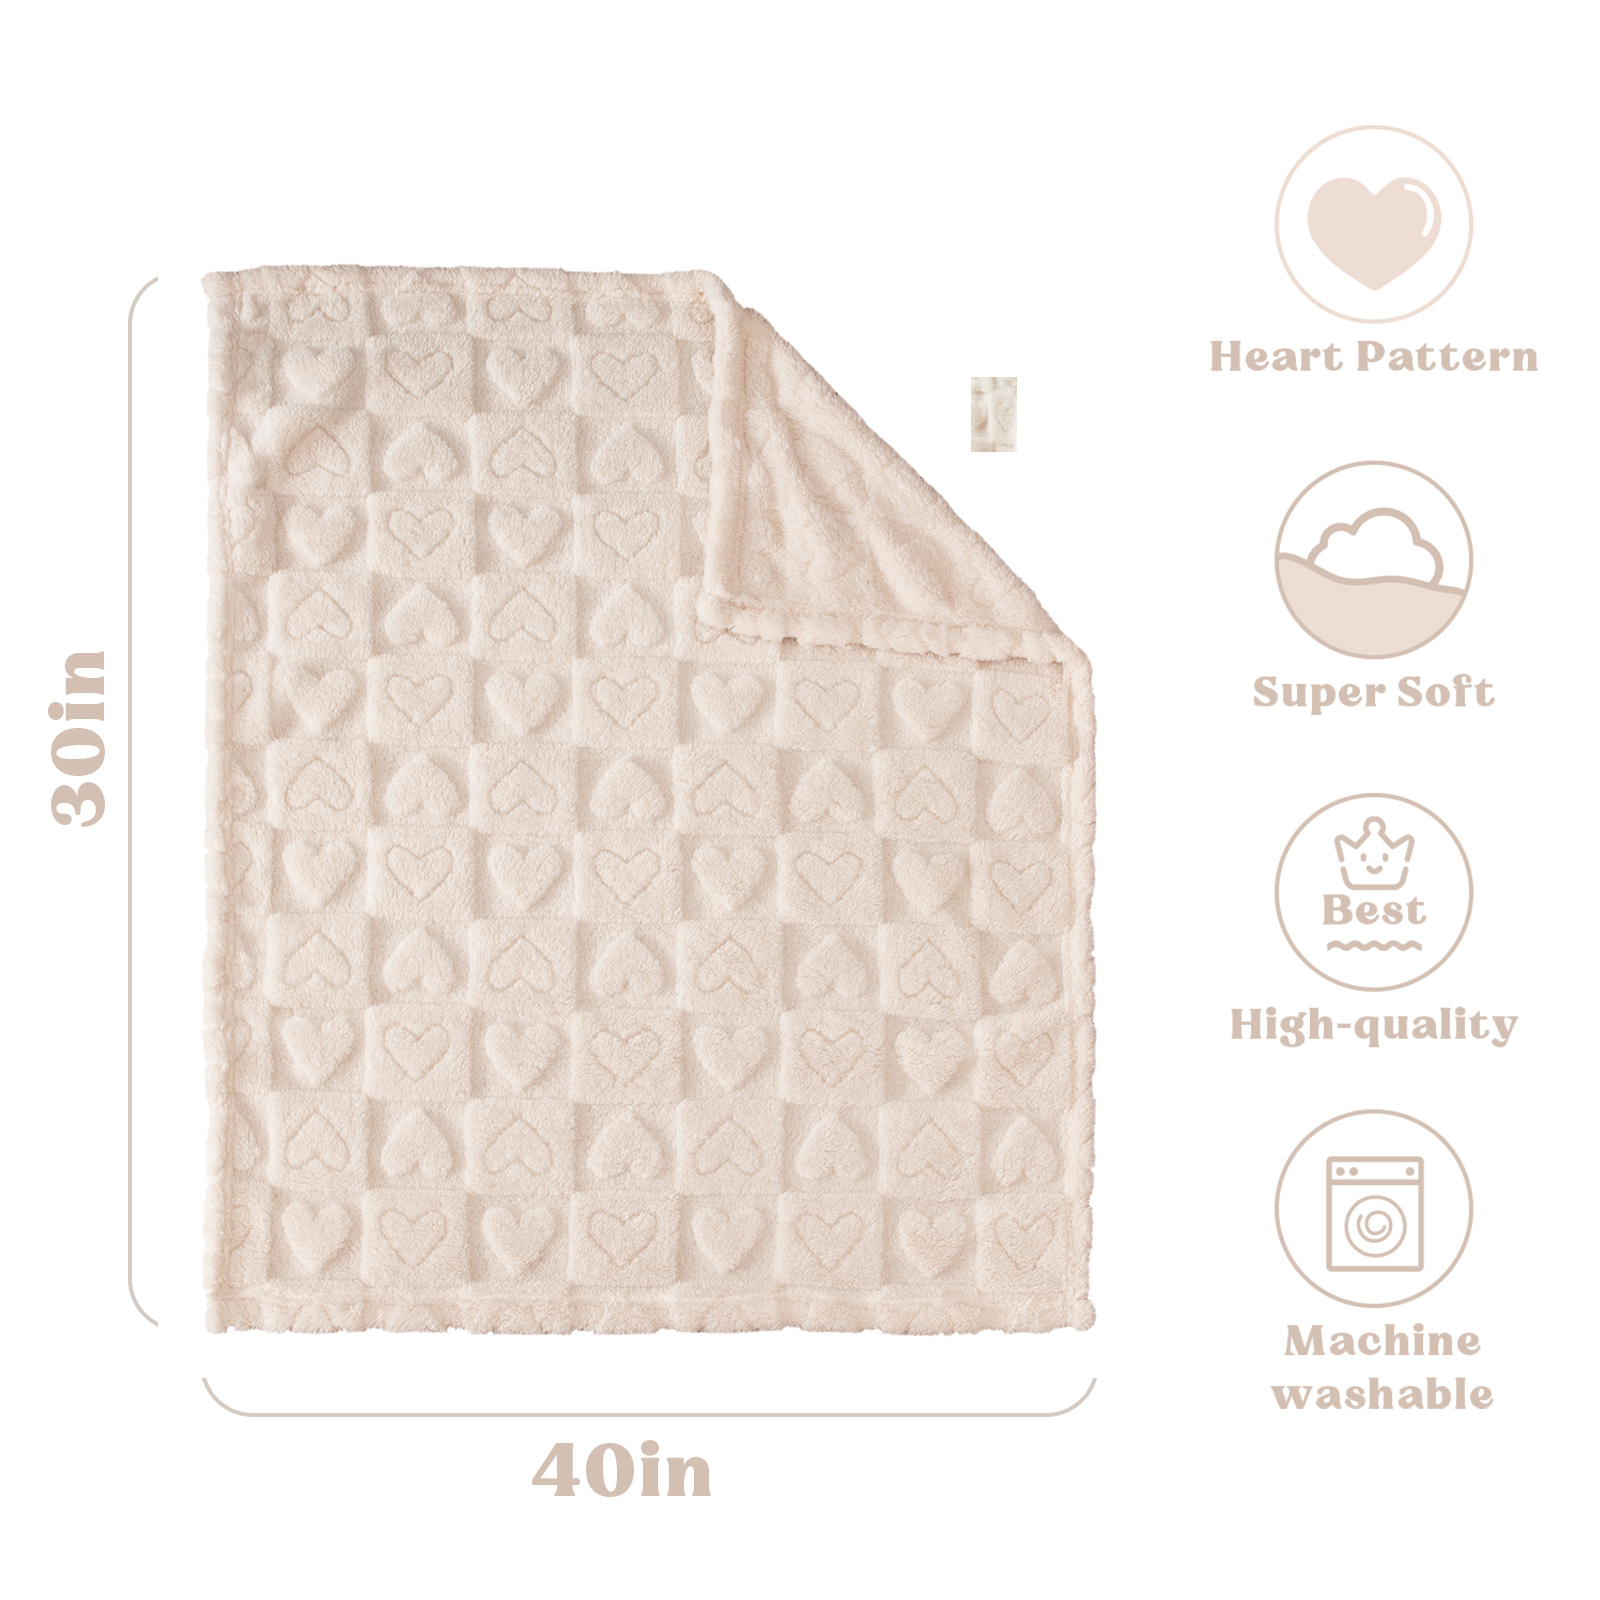 30in
40in
Heart Pattern
Super Soft
Best
High-quality
Machine
washable